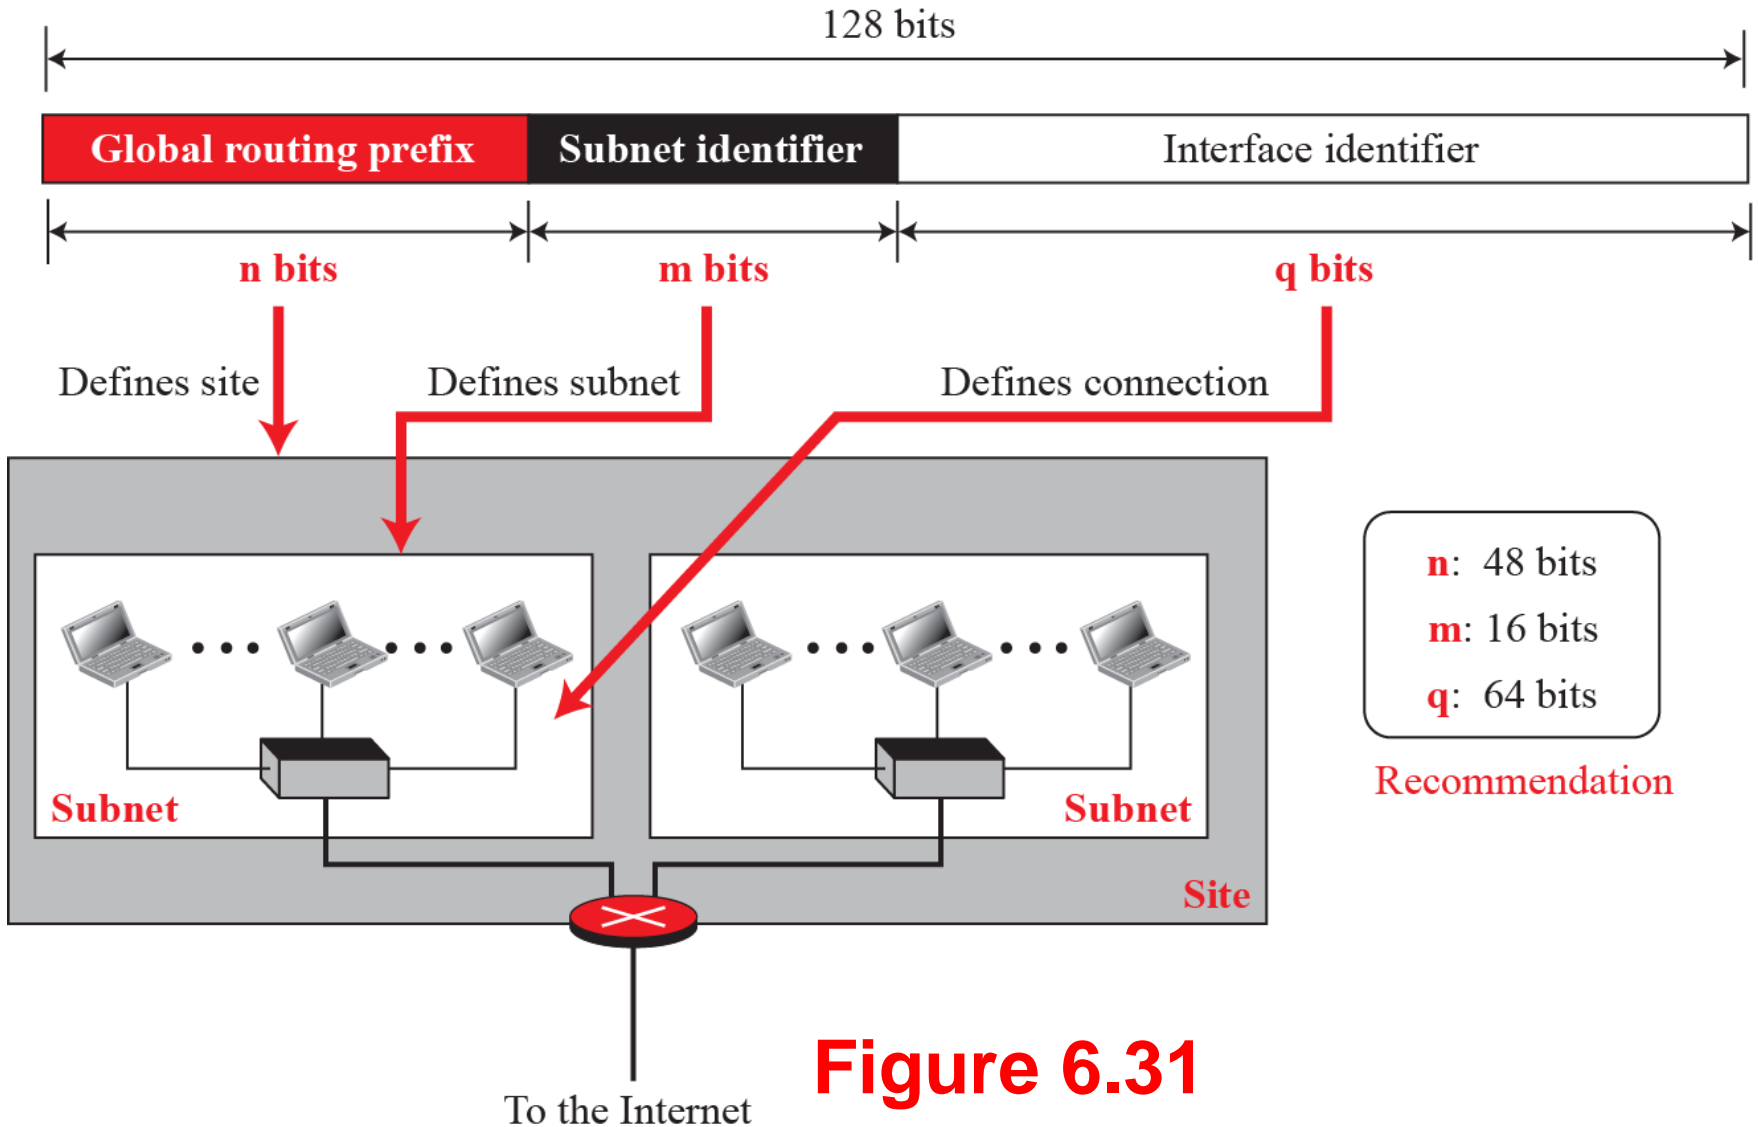 128 bits
Global routing prefix
Subnet identifier
Interface identifier
n bits
m bits
q bits
Defines site
Defines subnet
Defines connection
n: 48 bits
m: 16 bits
q: 64 bits
Recommendation
Subnet
Subnet
Site
Figure 6.31
To the Internet